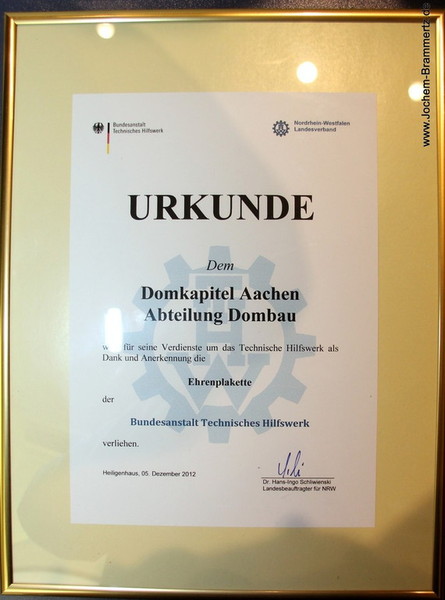 Bundesanstalt
Technisches Hilfswerk
Nordrhein-Westfalen
Landesverband
URKUNDE
Dem
Domkapitel Aachen
Abteilung Dombau
für seine Verdienste um das Technische Hilfswerk als
Dank und Anerkennung die
Ehrenplakette
der
Bundesanstalt Technisches Hilfswerk
verliehen.
Heiligenhaus, 05. Dezember 2012
Dr. Hans-Ingo Schliwienski
Landesbeauftragter für NRW
www.Jochem-Brammertz.de